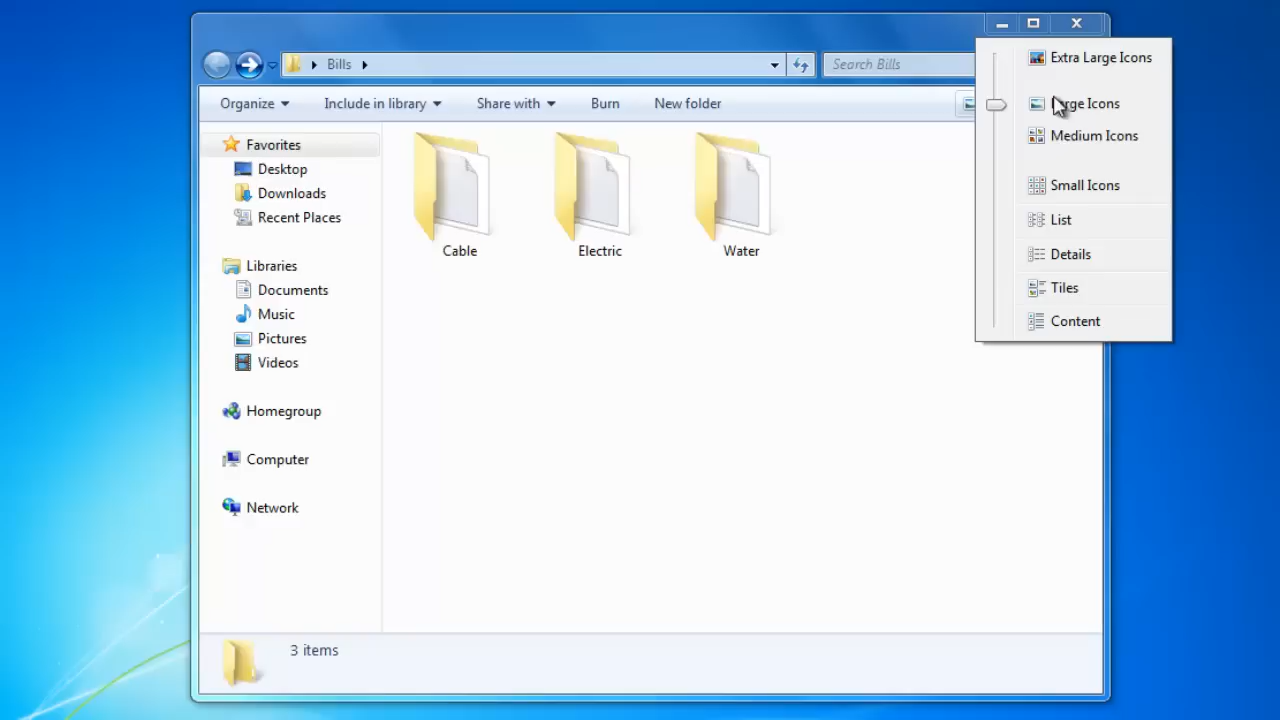 Bills
Search Bills
Organize
Include in library
Share with
Burn
New folder
Favorites
Desktop
Downloads
Recent Places
Libraries
Documents
Music
Pictures
Videos
Homegroup
Computer
Network
Cable
Electric
Water
Extra Large Icons
Icons
Medium Icons
Small Icons
List
Details
Tiles
Content
3 items